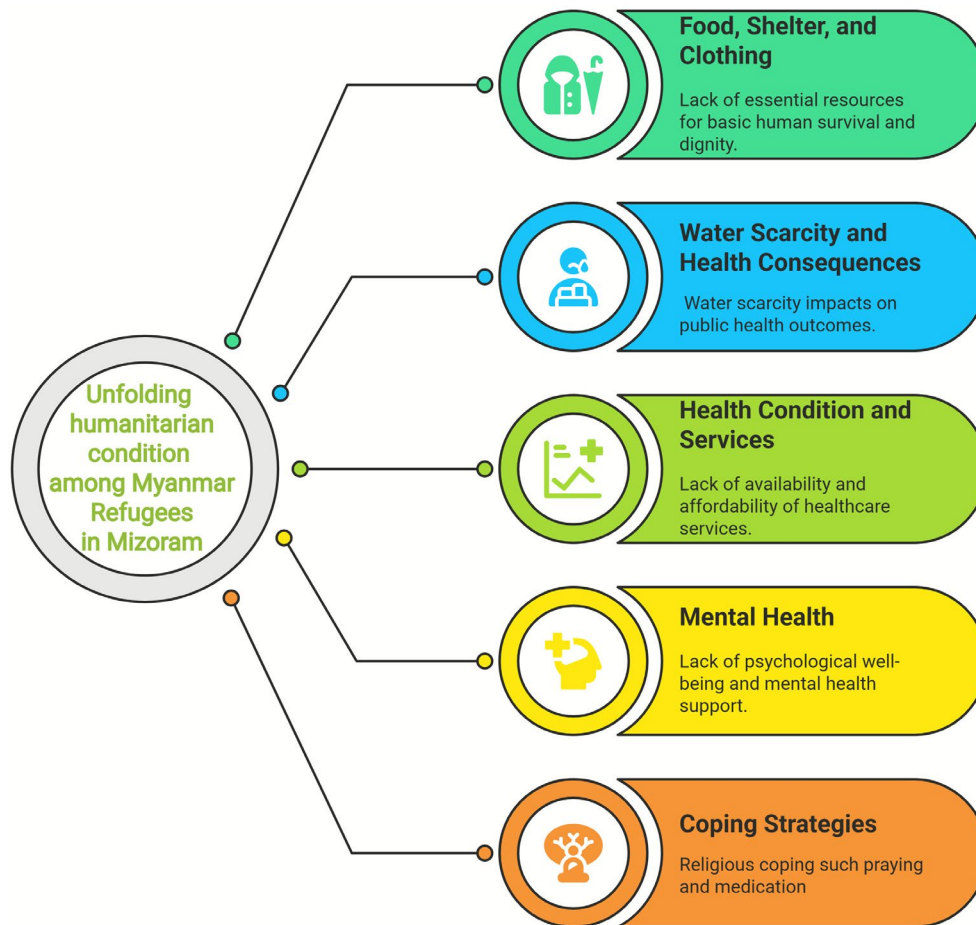 Unfolding
humanitarian
condition
among Myanmar
Refugees
in Mizoram
Food, Shelter, and
Clothing
Lack of essential resources
for basic human survival and
dignity.
Water Scarcity and
Health Consequences
Water scarcity impacts on
public health outcomes.
Health Condition and
Services
Lack of availability and
affordability of healthcare
services.
Mental Health
Lack of psychological well-
being and mental health
support.
Coping Strategies
Religious coping such praying
and medication